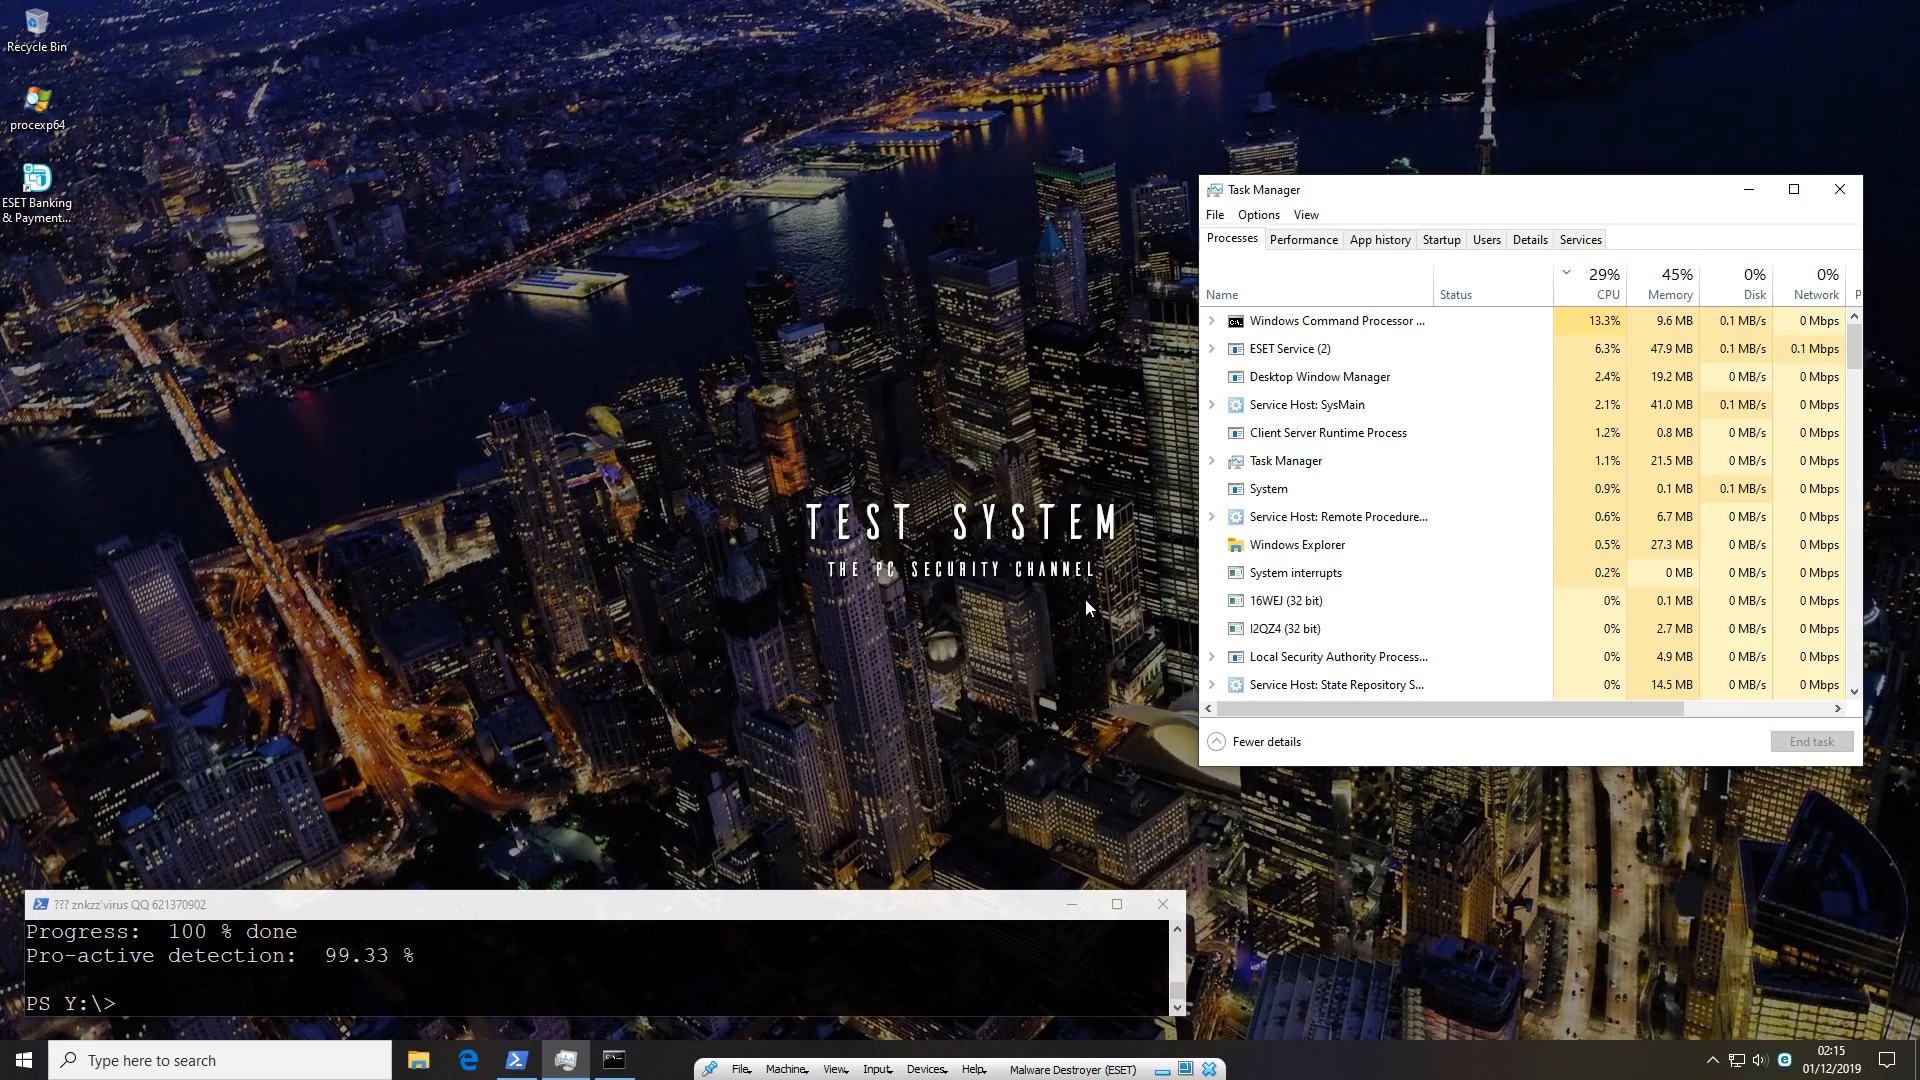 Recycle Bin
procexp64
ESET Banking
& Payment...
TEST SYSTEM
THE PC SECURITY CHANNEL
Task Manager
File Options View
Processes Performance App history Startup Users Details Services
29% 45% 0% 0%
Name Status CPU Memory Disk Network P
Windows Command Processor ... 13.3% 9.6 MB 0.1 MB/s 0 Mbps
ESET Service (2) 6.3% 47.9 MB 0.1 MB/s 0.1 Mbps
Desktop Window Manager 2.4% 19.2 MB 0 MB/s 0 Mbps
Service Host: SysMain 2.1% 41.0 MB 0.1 MB/s 0 Mbps
Client Server Runtime Process 1.2% 0.8 MB 0 MB/s 0 Mbps
Task Manager 1.1% 21.5 MB 0 MB/s 0 Mbps
System 0.9% 0.1 MB 0.1 MB/s 0 Mbps
Service Host: Remote Procedure... 0.6% 6.7 MB 0 MB/s 0 Mbps
Windows Explorer 0.5% 27.3 MB 0 MB/s 0 Mbps
System interrupts 0.2% 0 MB 0 MB/s 0 Mbps
16WEJ (32 bit) 0% 0.1 MB 0 MB/s 0 Mbps
I2QZ4 (32 bit) 0% 2.7 MB 0 MB/s 0 Mbps
Local Security Authority Process... 0% 4.9 MB 0 MB/s 0 Mbps
Service Host: State Repository S... 0% 14.5 MB 0 MB/s 0 Mbps
Fewer details End task
??? znkzz'virus QQ 621370902
Progress: 100 % done
Pro-active detection: 99.33 %
PS Y:\>
Type here to search
File Machine View Input Devices Help Malware Destroyer (ESET)
02:15
01/12/2019